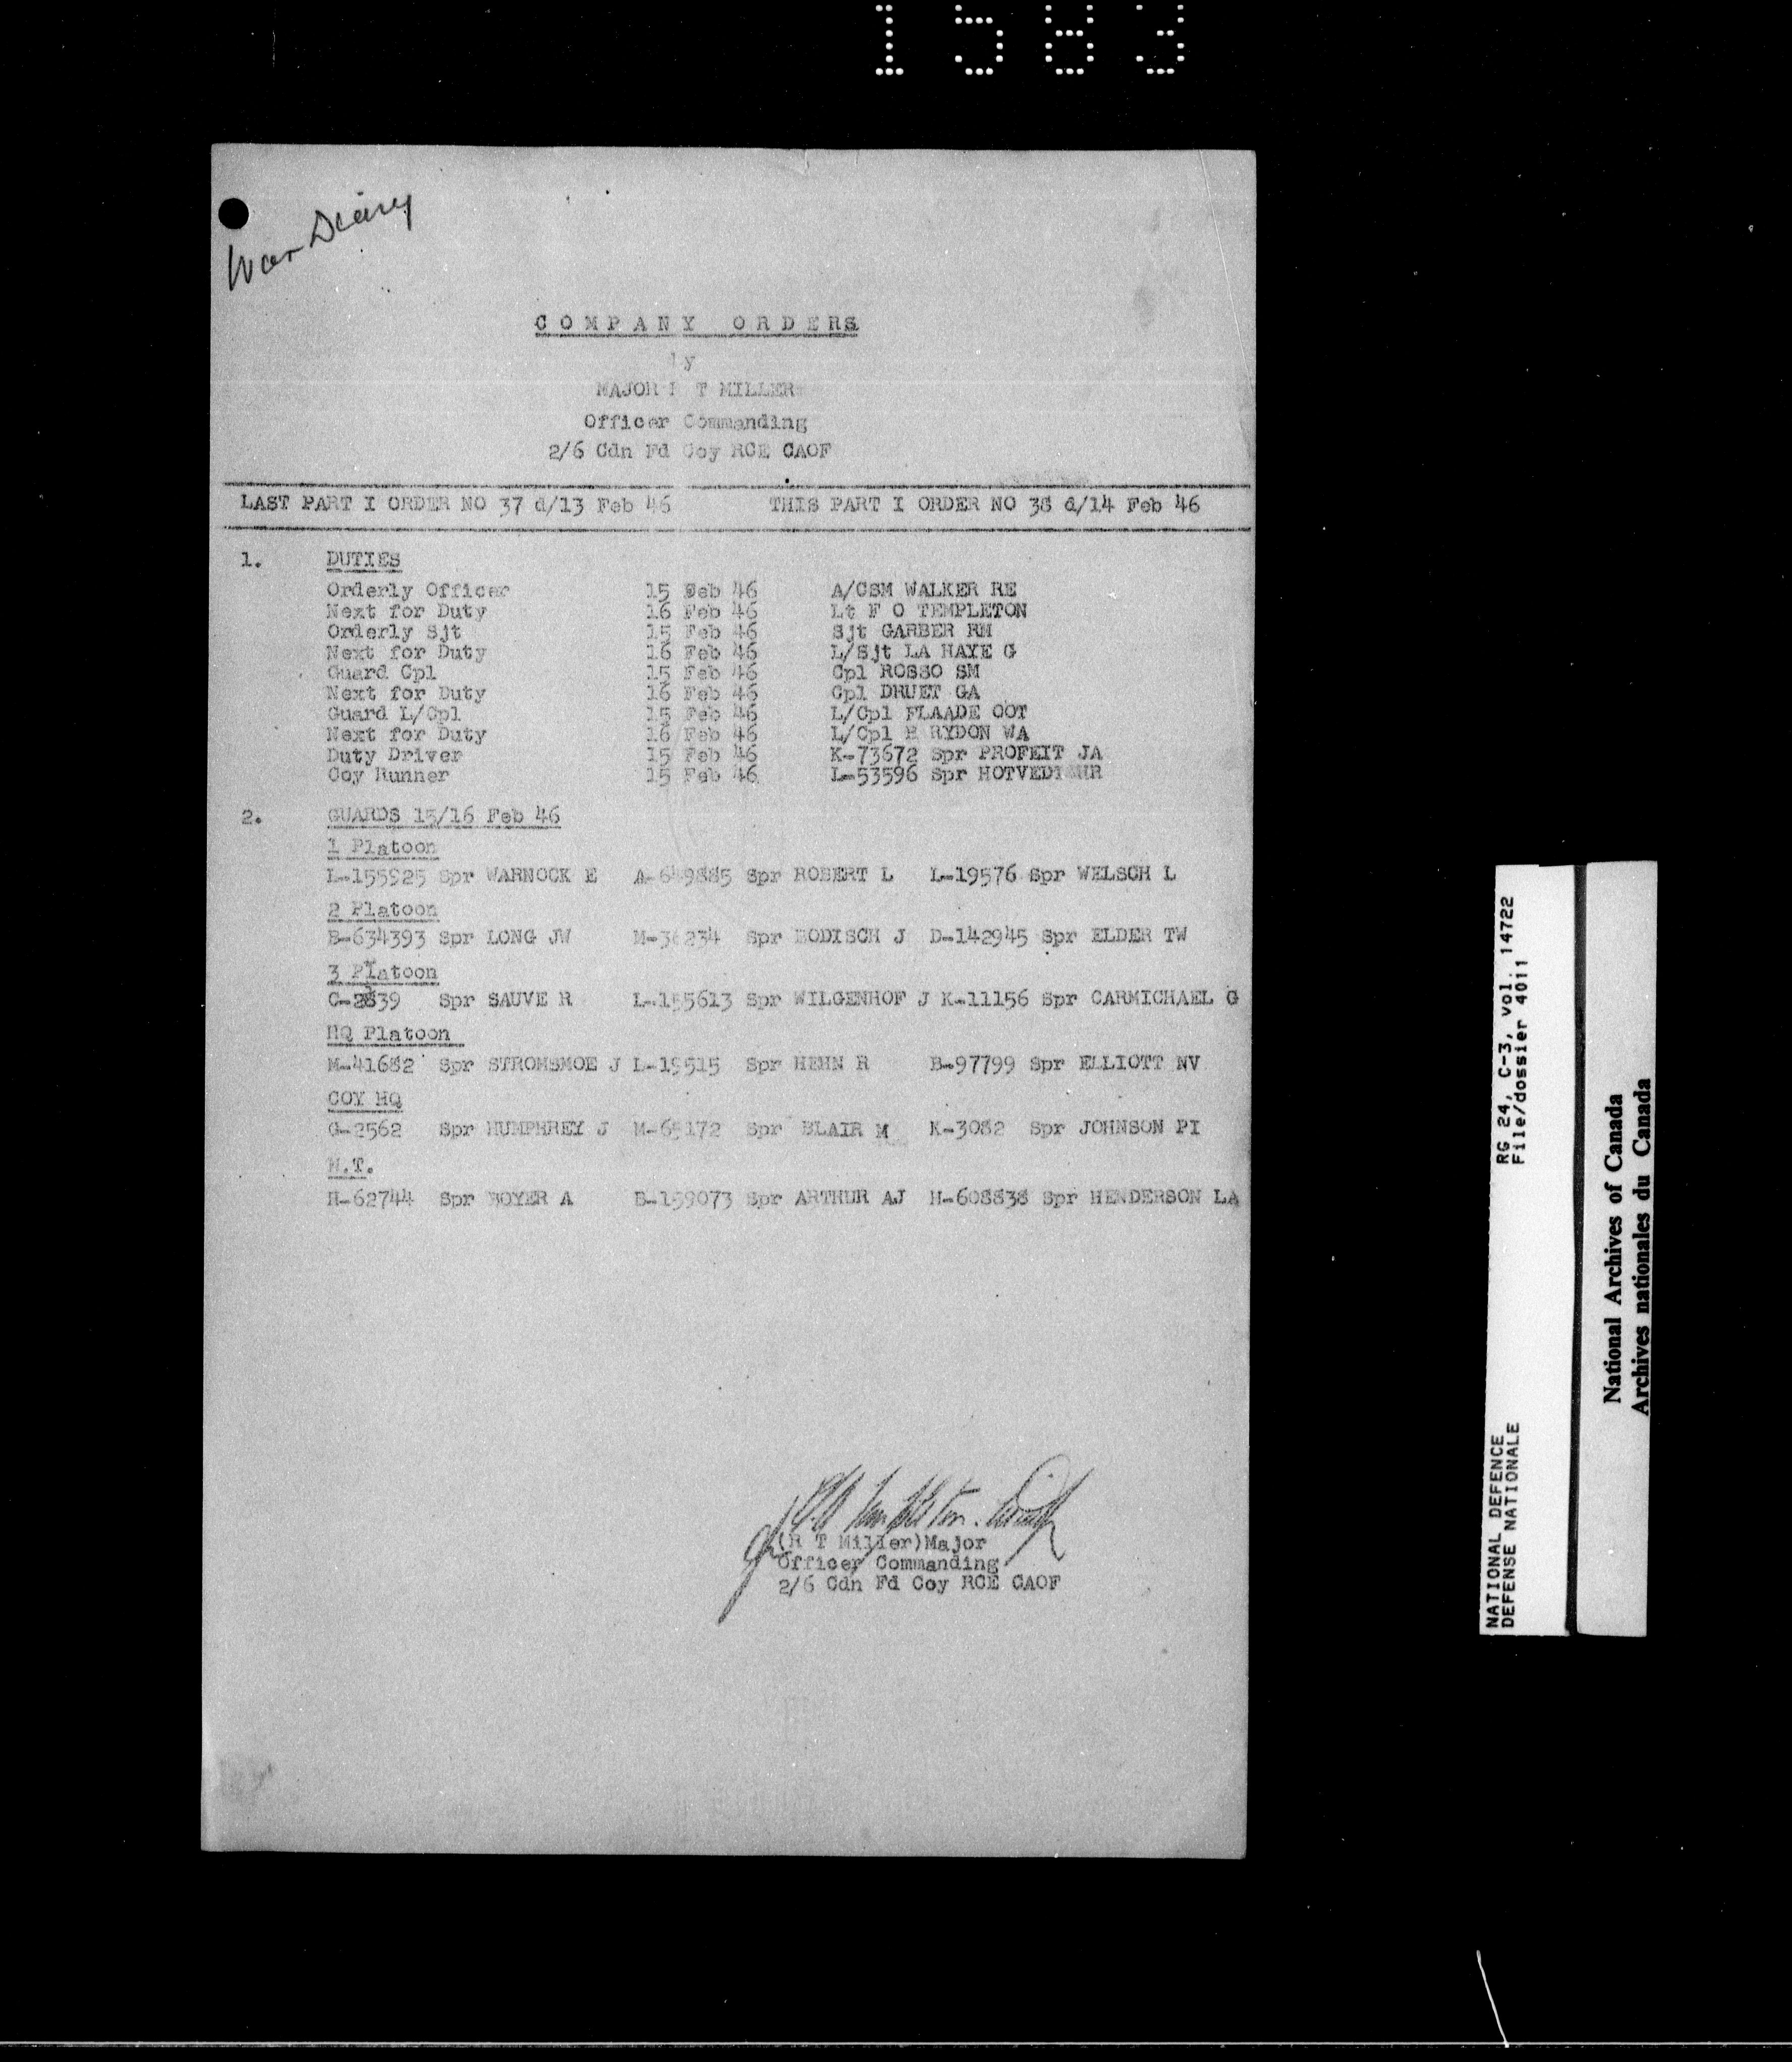 1583
War Diary
COMPANY ORDERS
by
MAJOR R T MILLER
Officer Commanding
2/6 Cdn Fd Coy RCE CAOF
LAST PART I ORDER NO 37 d/13 Feb 46 THIS PART I ORDER NO 38 d/14 Feb 46
1. DUTIES
Orderly Officer 15 Feb 46 A/CSM WALKER RE
Next for Duty 16 Feb 46 Lt F O TEMPLETON
Orderly Sjt 15 Feb 46 Sjt GARBER RM
Next for Duty 16 Feb 46 L/Sjt LA HAYE G
Guard Cpl 15 Feb 46 Cpl ROSSO SM
Next for Duty 16 Feb 46 Cpl DRUET GA
Guard L/Cpl 15 Feb 46 L/Cpl FLAADE OOT
Next for Duty 16 Feb 46 L/Cpl RYDON WA
Duty Driver 15 Feb 46 K-73672 Spr PROFEIT JA
Coy Runner 15 Feb 46 L-53596 Spr HOTVEDT HR
2. GUARDS 15/16 Feb 46
1 Platoon
L-155925 Spr WARNOCK E A-649885 Spr ROBERT L L-19576 Spr WELSCH L
2 Platoon
B-634393 Spr LONG JW Spr BODISCH J D-142945 Spr ELDER TW
3 Platoon
Spr SAUVE R L-155613 Spr WILGENHOF J K-11156 Spr CARMICHAEL G
HQ Platoon
M-41682 Spr STROMSMOE J L-19515 Spr HEHN R B-97799 Spr ELLIOTT NV
COY HQ
G-2562 Spr HUMPHREY J M-65172 Spr BLAIR M K-3082 Spr JOHNSON PI
M.T.
H-62744 Spr BOYER A B-159073 Spr ARTHUR AJ H-608838 Spr HENDERSON LA
(R T Miller)Major
Officer Commanding
2/6 Cdn Fd Coy RCE CAOF
NATIONAL DEFENCE RG 24, C-3, vol. 14722
DEFENSE NATIONALE File/dossier 4011
National Archives of Canada
Archives nationales du Canada